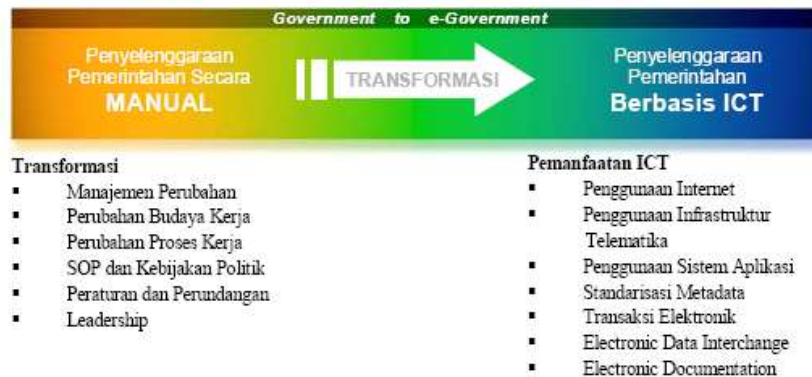 Government to e-Government
Penyelenggaraan
Pemerintahan Secara
MANUAL
TRANSFORMASI
Penyelenggaraan
Pemerintahan
Berbasis ICT
Transformasi
▪ Manajemen Perubahan
▪ Perubahan Budaya Kerja
▪ Perubahan Proses Kerja
▪ SOP dan Kebijakan Politik
▪ Peraturan dan Perundangan
▪ Leadership
Pemanfaatan ICT
▪ Penggunaan Internet
▪ Penggunaan Infrastruktur
Telematika
▪ Penggunaan Sistem Aplikasi
▪ Standarisasi Metadata
▪ Transaksi Elektronik
▪ Electronic Data Interchange
▪ Electronic Documentation